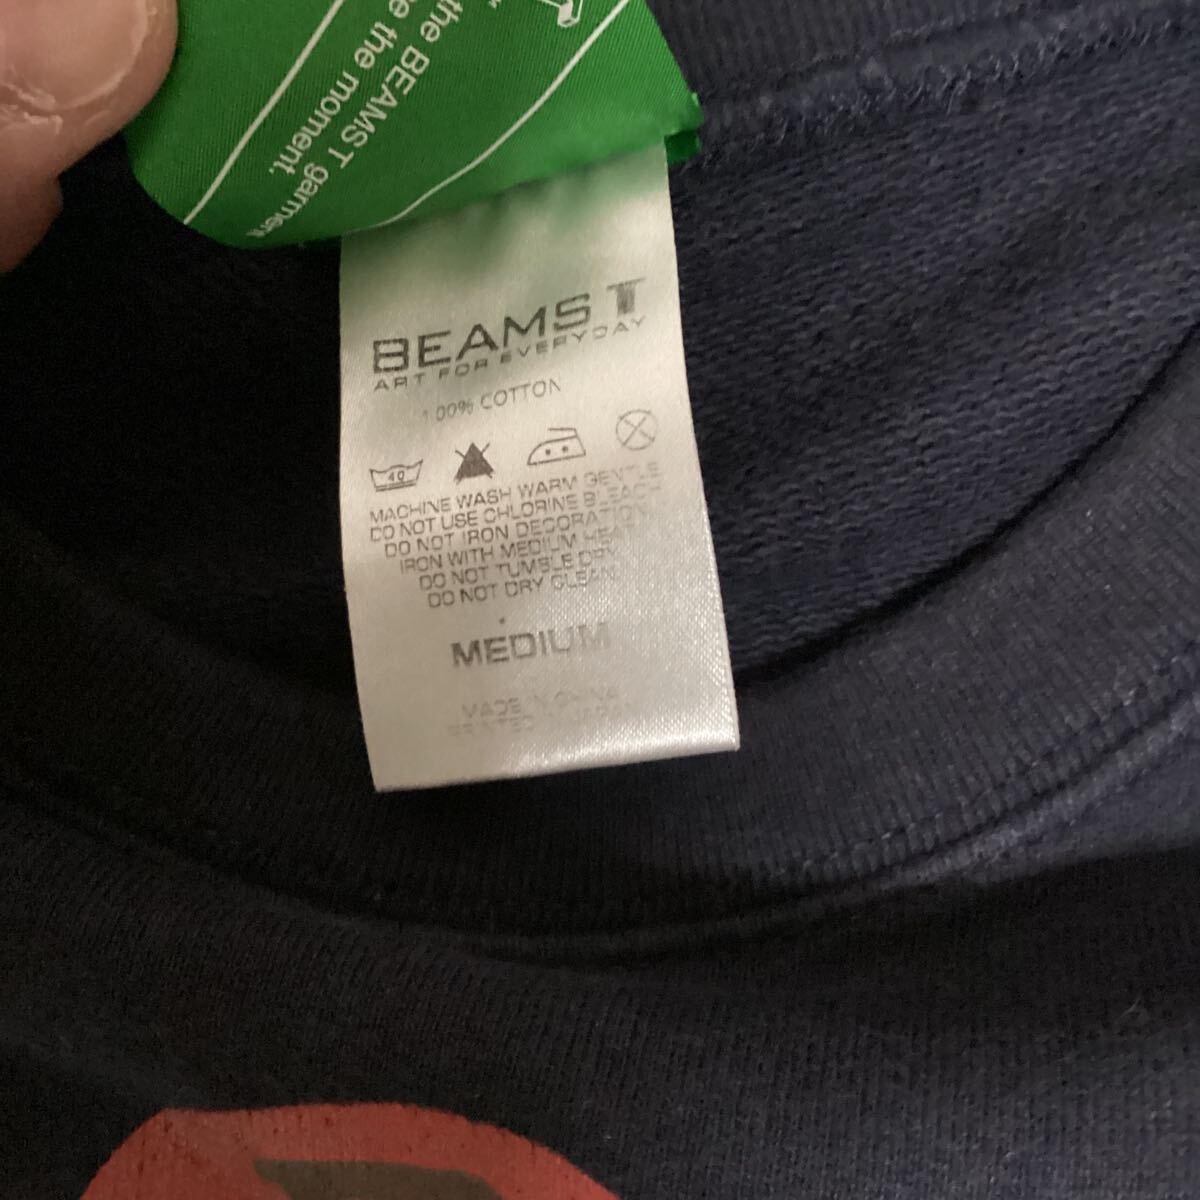 the BEAMS T garment
the moment.
BEAMS T
ART FOR EVERYDAY
100% COTTON
40
MACHINE WASH WARM GENTLE
DO NOT USE CHLORINE BLEACH
DO NOT IRON DECORATION
IRON WITH MEDIUM HEAT
DO NOT TUMBLE DRY
DO NOT DRY CLEAN
MEDIUM
MADE IN CHINA
PRINTED IN JAPAN